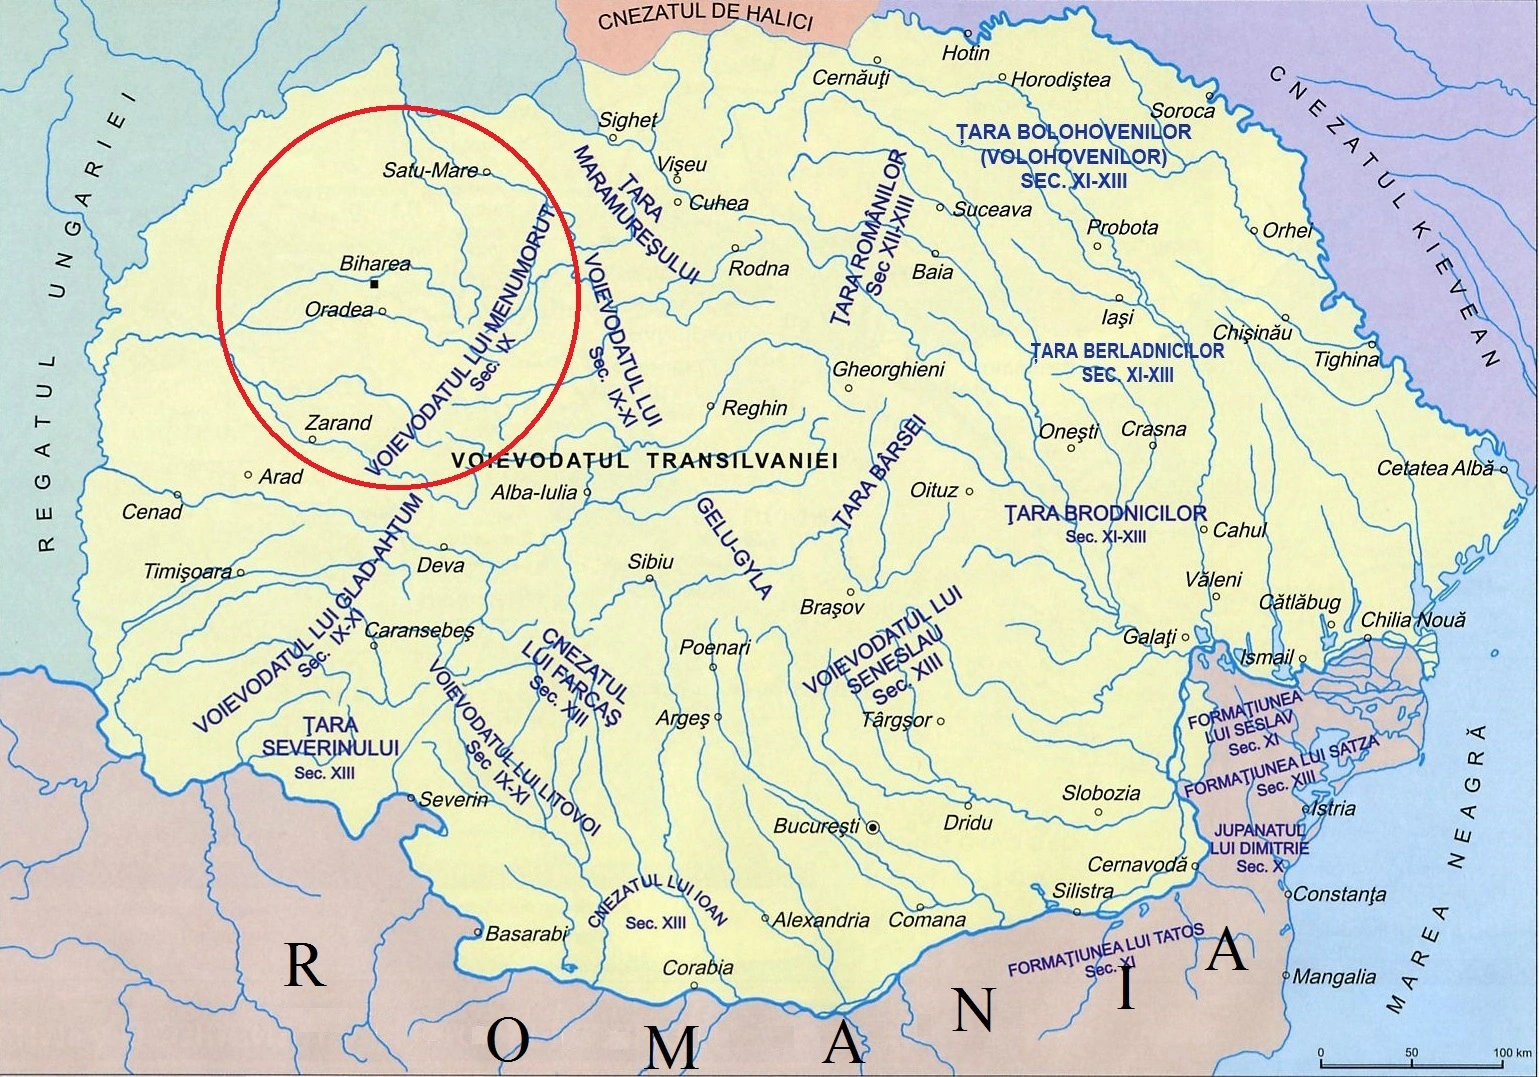 CNEZATUL DE HALICI
Hotin
Cernăuţi
Horodiştea
Soroca
CNEZATUL KIEVEAN
REGATUL UNGARIEI
Sighet
ŢARA BOLOHOVENILOR
(VOLOHOVENILOR)
SEC. XI-XIII
Satu-Mare
Vişeu
Cuhea
ŢARA
MARAMUREŞULUI
ŢARA ROMÂNILOR
Sec XII-XIII
Suceava
Probota
Orhei
Biharea
Oradea
Rodna
Baia
Iaşi
Chişinău
Tighina
VOIEVODATUL LUI MENUMORUT
Sec. IX
VOIEVODATUL LUI
Sec. IX-XI
GELU-GYLA
ŢARA BERLADNICILOR
SEC. XI-XIII
Gheorghieni
Reghin
Zarand
Oneşti
Crasna
VOIEVODATUL TRANSILVANIEI
Arad
Alba-Iulia
ŢARA BÂRSEI
Oituz
Cetatea Albă
Cenad
ŢARA BRODNICILOR
Sec. XI-XIII
Cahul
Timişoara
Deva
Sibiu
Văleni
VOIEVODATUL LUI GLAD-AHTUM
Sec. IX-XI
Braşov
Cătlăbug
Chilia Nouă
Caransebeş
Poenari
Galaţi
Ismail
CNEZATUL
LUI FARCAŞ
Sec. XIII
VOIEVODATUL LUI
SENESLAU
Sec. XIII
VOIEVODATUL LUI LITOVOI
Sec. IX-XI
Argeş
Târgşor
FORMAŢIUNEA
LUI SESLAV
Sec. XI
ŢARA
SEVERINULUI
Sec. XIII
FORMAŢIUNEA LUI SATZA
Sec. XIII
Severin
Slobozia
Istria
Bucureşti
Dridu
JUPANATUL
LUI DIMITRIE
Sec. X
MAREA NEAGRĂ
Cernavodă
Silistra
Constanţa
CNEZATUL LUI IOAN
Sec. XIII
Alexandria
Comana
Basarabi
FORMAŢIUNEA LUI TATOS
Sec. XI
Corabia
Mangalia
R O M A N I A
0 50 100 km